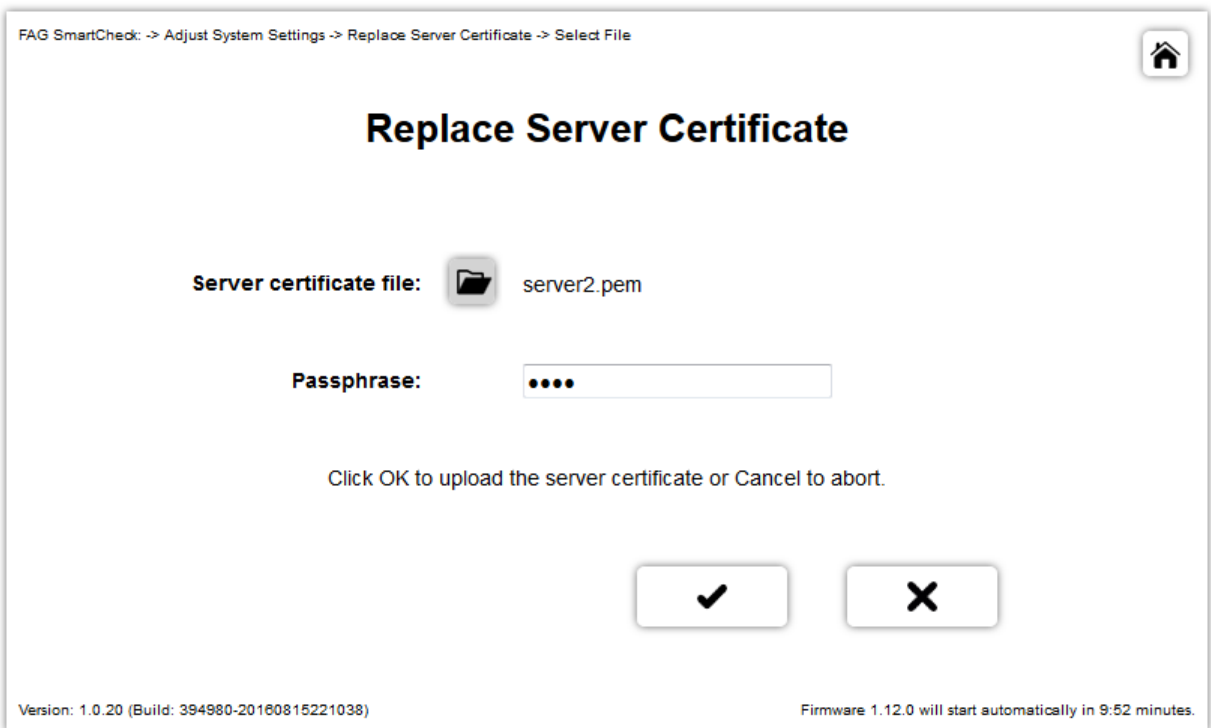 FAG SmartCheck: -> Adjust System Settings -> Replace Server Certificate -> Select File
Replace Server Certificate
Server certificate file: server2.pem
Passphrase: ••••
Click OK to upload the server certificate or Cancel to abort.
Version: 1.0.20 (Build: 394980-20160815221038) Firmware 1.12.0 will start automatically in 9:52 minutes.